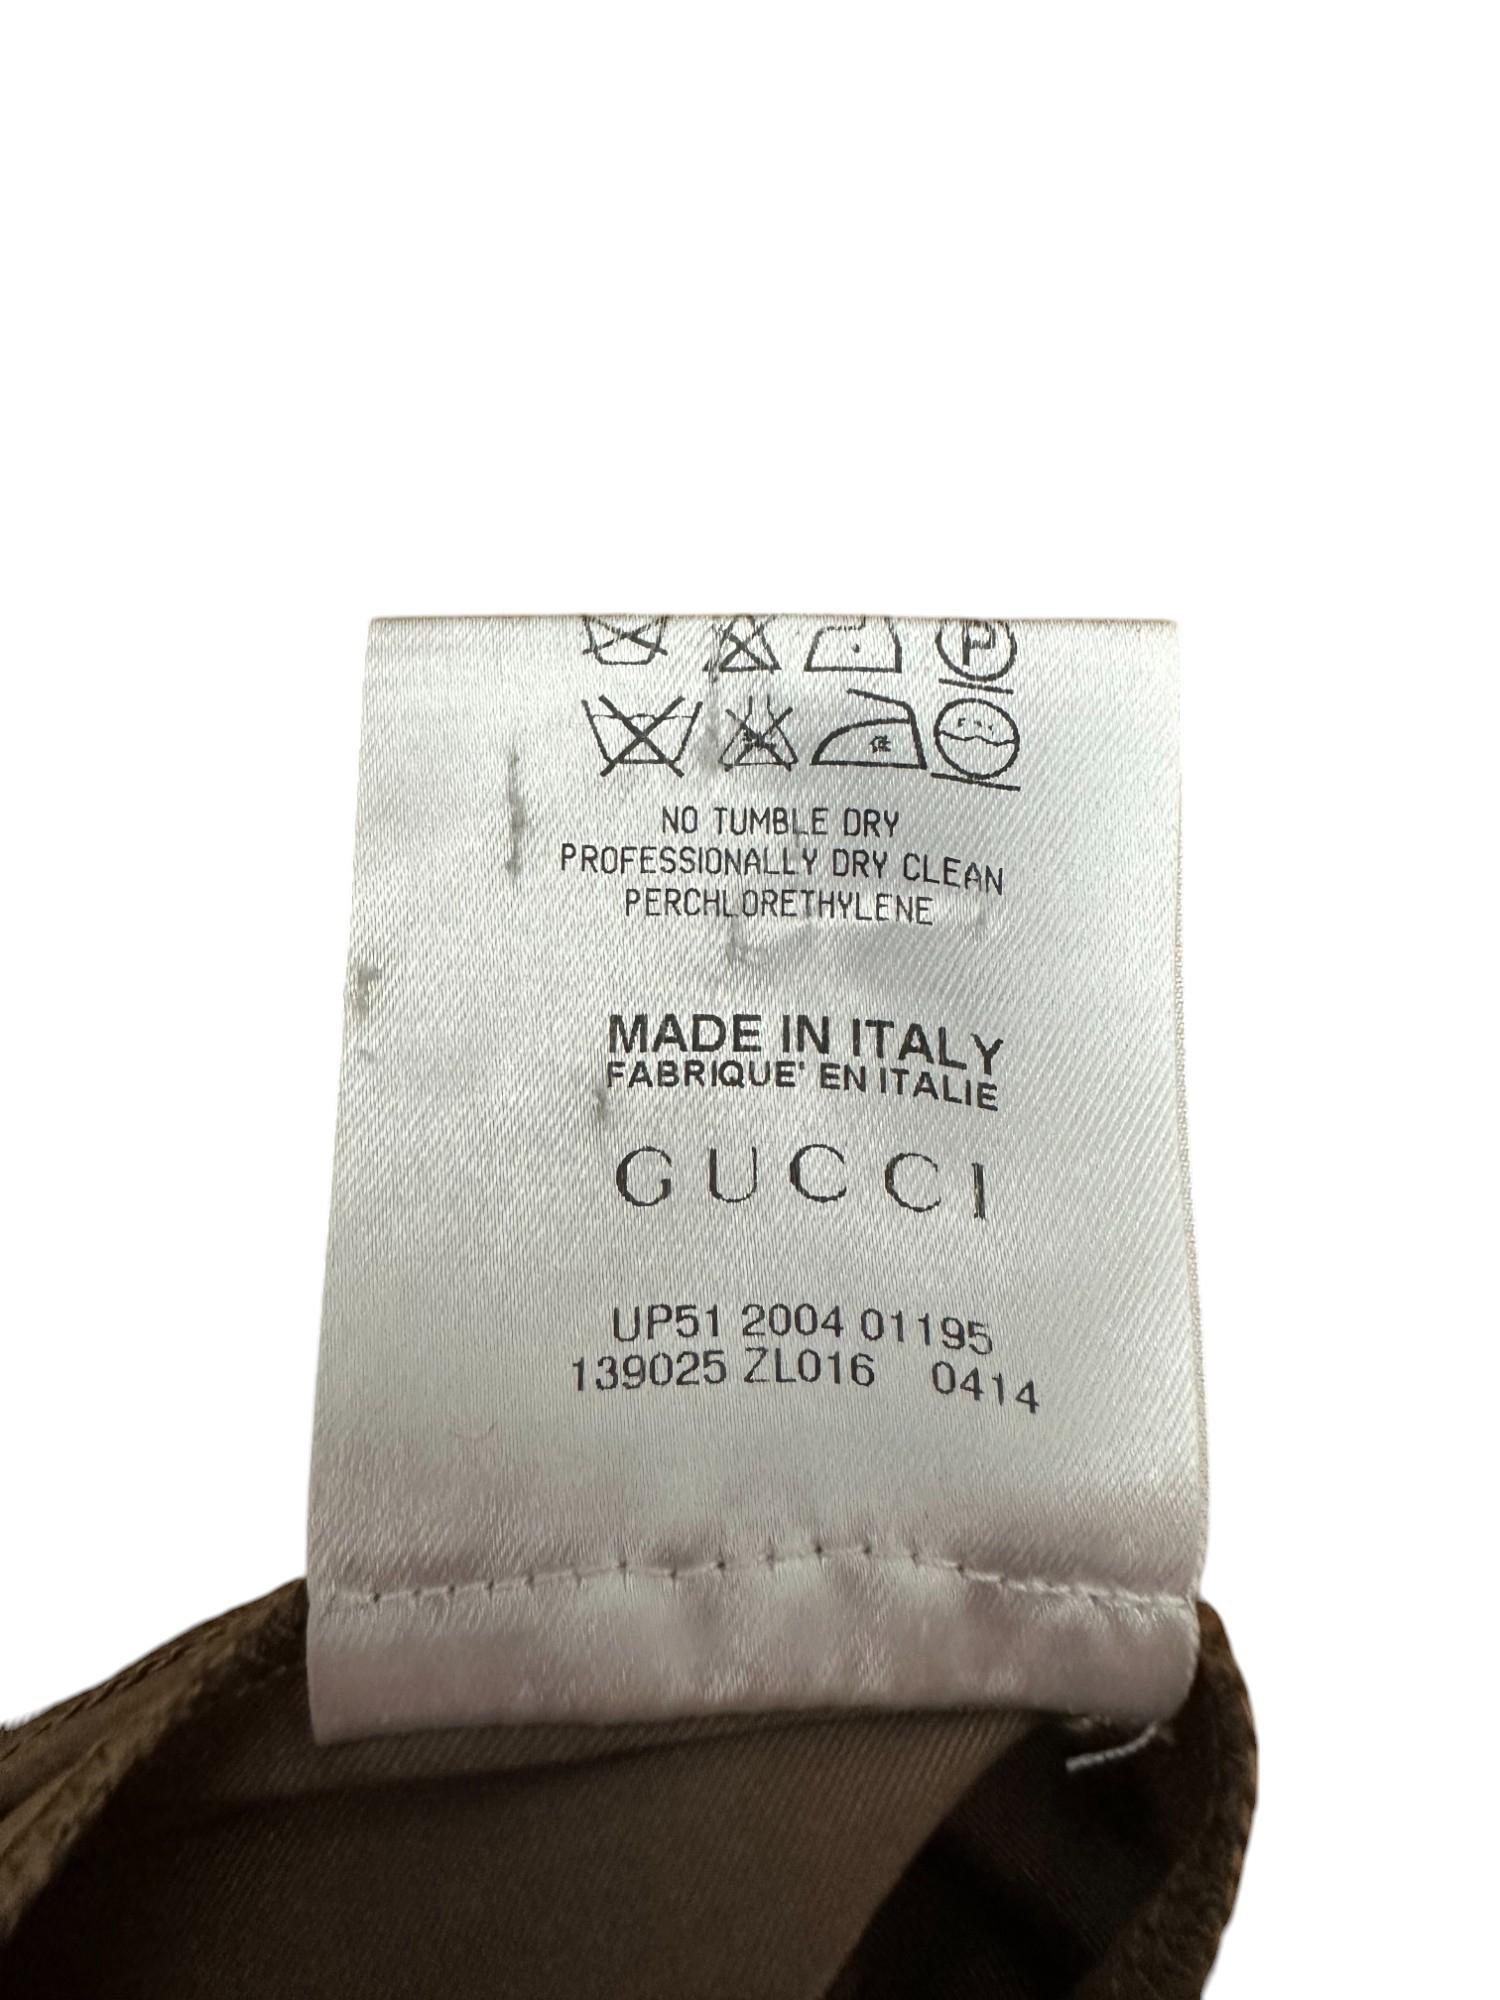 P
NO TUMBLE DRY
PROFESSIONALLY DRY CLEAN
PERCHLORETHYLENE
MADE IN ITALY
FABRIQUE' EN ITALIE
GUCCI
UP51 2004 01195
139025 ZL016 0414